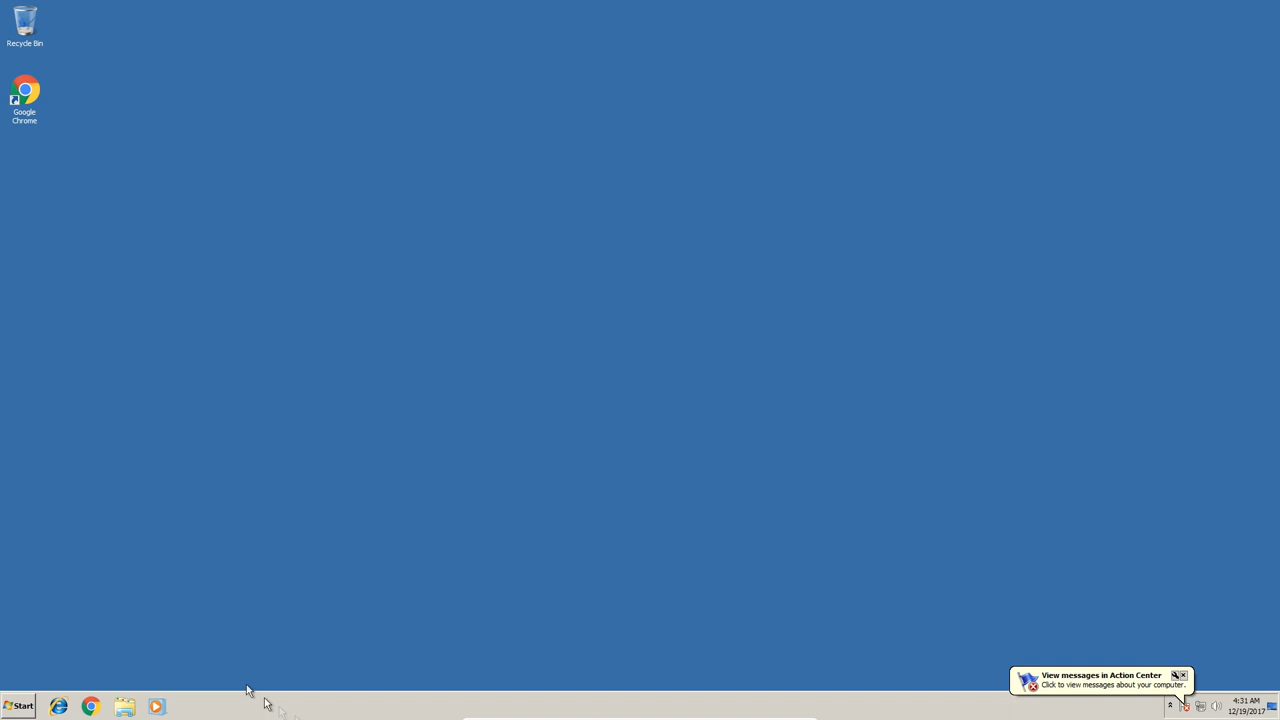 Recycle Bin
Google
Chrome
View messages in Action Center
Click to view messages about your computer.
Start
4:31 AM
12/19/2017